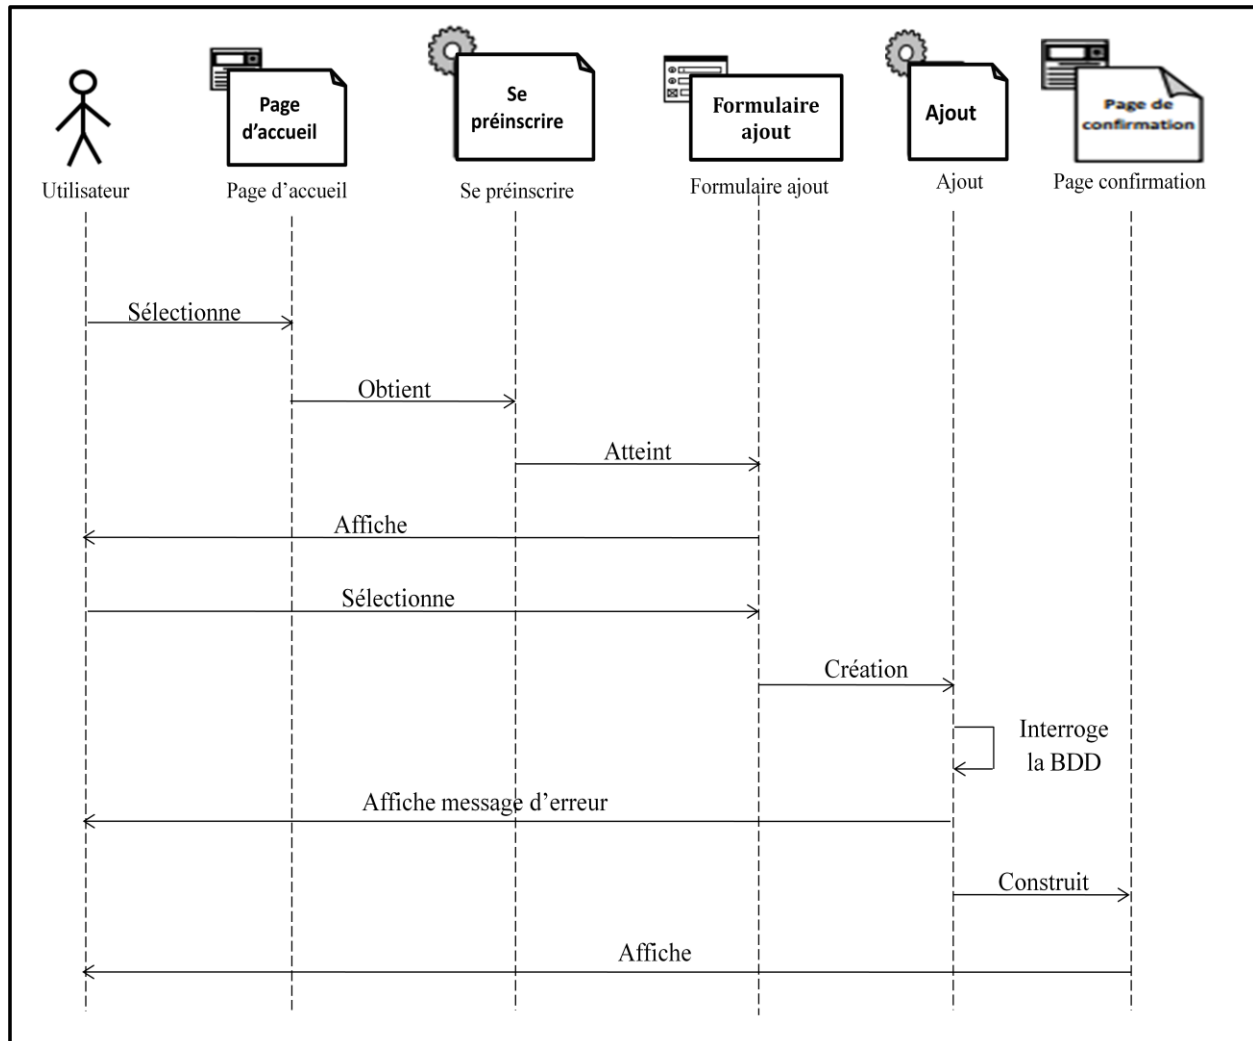 Page
d’accueil
Se
préinscrire
Formulaire
ajout
Ajout
Page de
confirmation
Utilisateur
Page d’accueil
Se préinscrire
Formulaire ajout
Ajout
Page confirmation
Sélectionne
Obtient
Atteint
Affiche
Sélectionne
Création
Interroge
la BDD
Affiche message d’erreur
Construit
Affiche